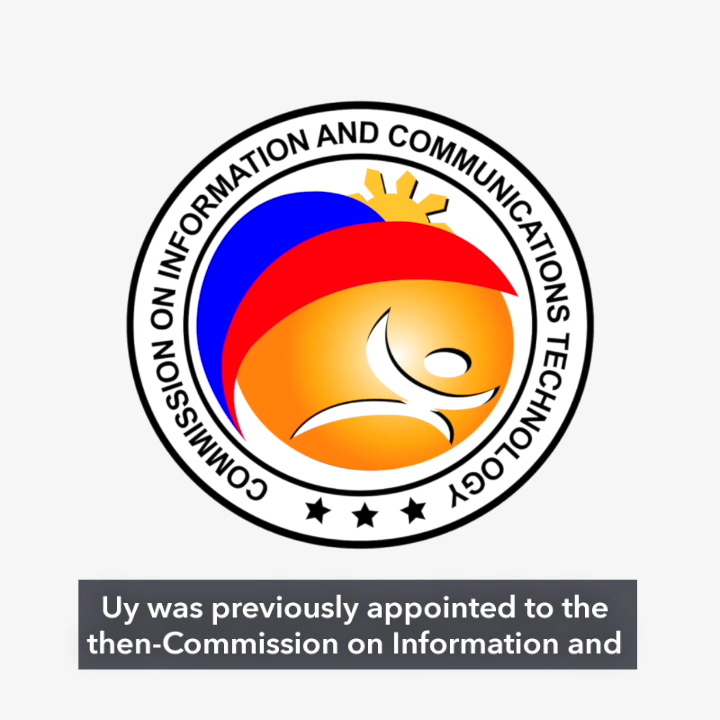 COMMISSION ON INFORMATION AND COMMUNICATIONS TECHNOLOGY
Uy was previously appointed to the
then-Commission on Information and